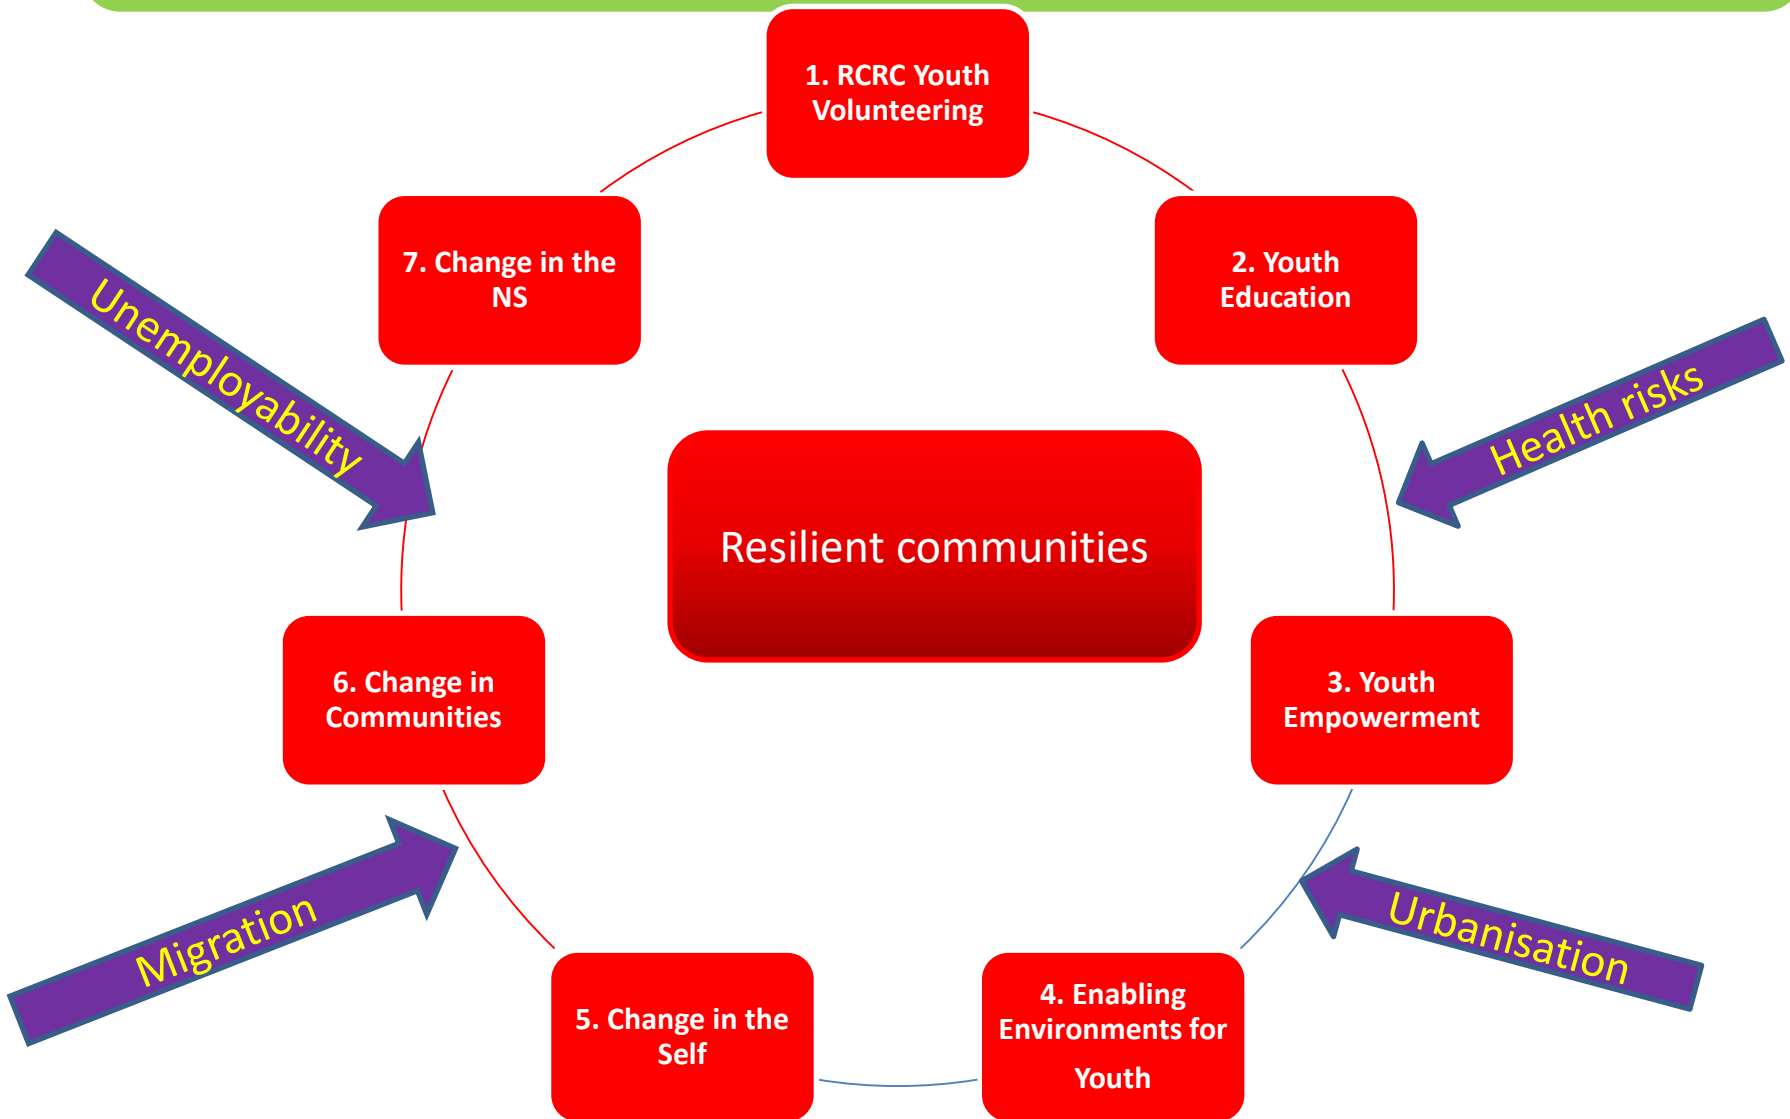 1. RCRC Youth
Volunteering
7. Change in the
NS
2. Youth
Education
Unemployability
Health risks
Resilient communities
6. Change in
Communities
3. Youth
Empowerment
Migration
Urbanisation
5. Change in the
Self
4. Enabling
Environments for
Youth